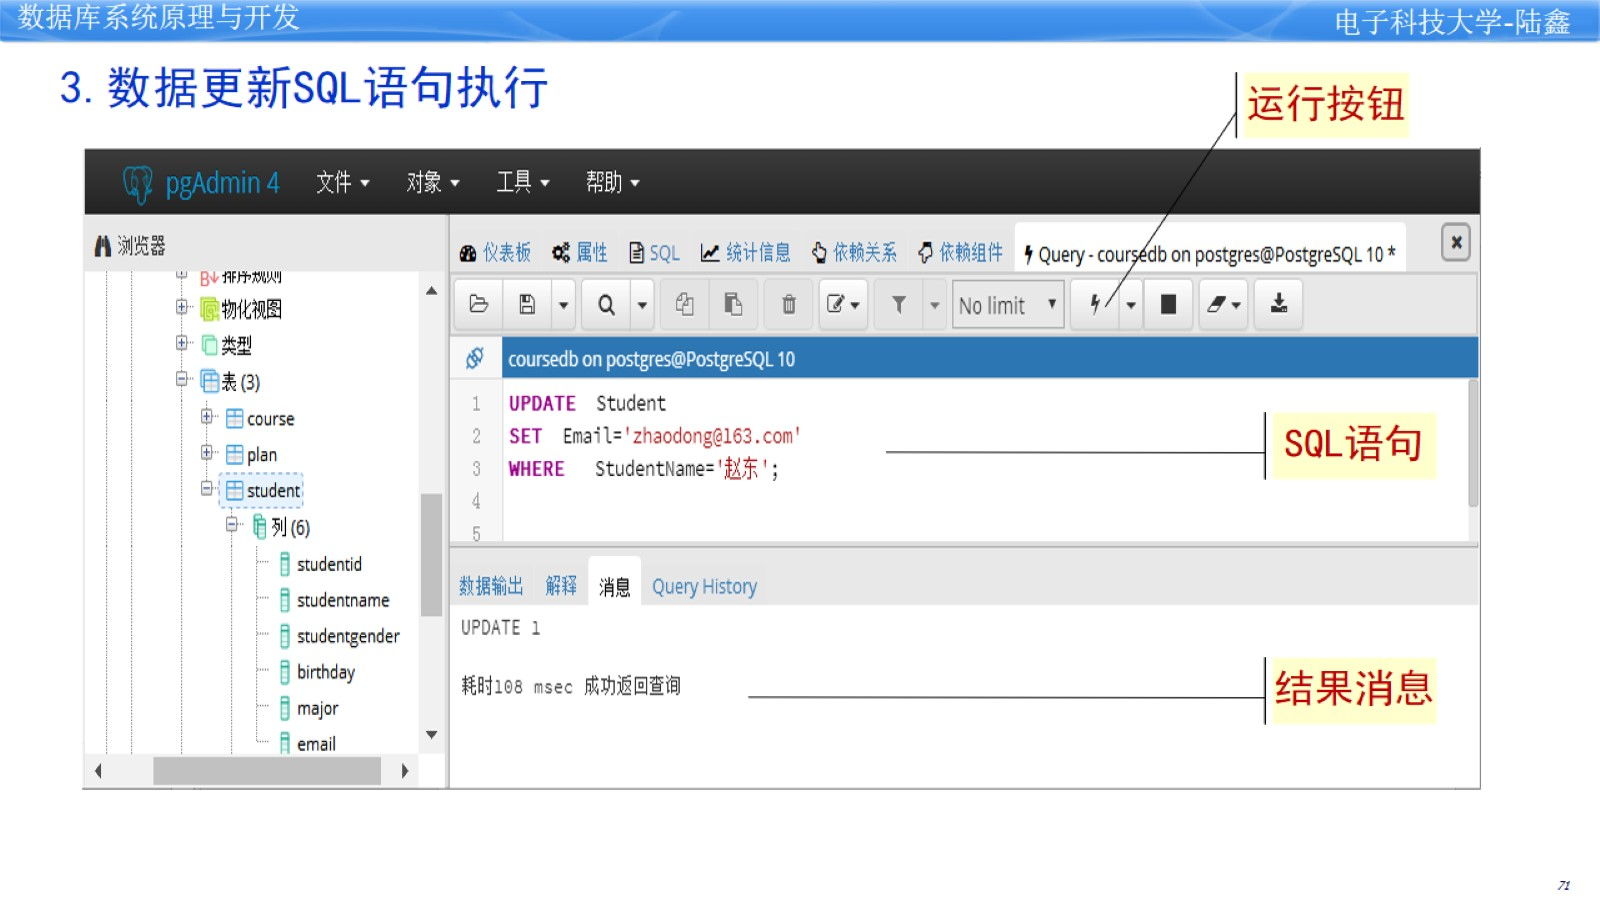 数据库系统原理与开发
电子科技大学-陆鑫
3. 数据更新SQL语句执行
运行按钮
pgAdmin 4 文件 对象 工具 帮助
浏览器
仪表板 属性 SQL 统计信息 依赖关系 依赖组件 Query - coursedb on postgres@PostgreSQL 10 *
排序规则
物化视图
类型
表 (3)
course
plan
student
列 (6)
studentid
studentname
studentgender
birthday
major
email
No limit
coursedb on postgres@PostgreSQL 10
1 UPDATE Student
2 SET Email='zhaodong@163.com'
3 WHERE StudentName='赵东';
4
5
SQL语句
数据输出 解释 消息 Query History
UPDATE 1
耗时108 msec 成功返回查询
结果消息
71